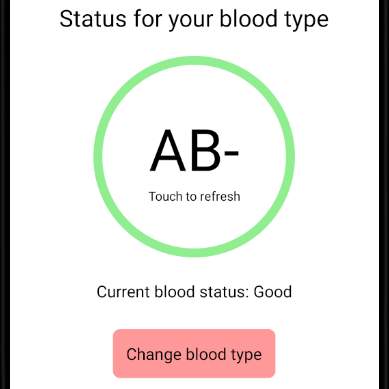 Status for your blood type
AB-
Touch to refresh
Current blood status: Good
Change blood type